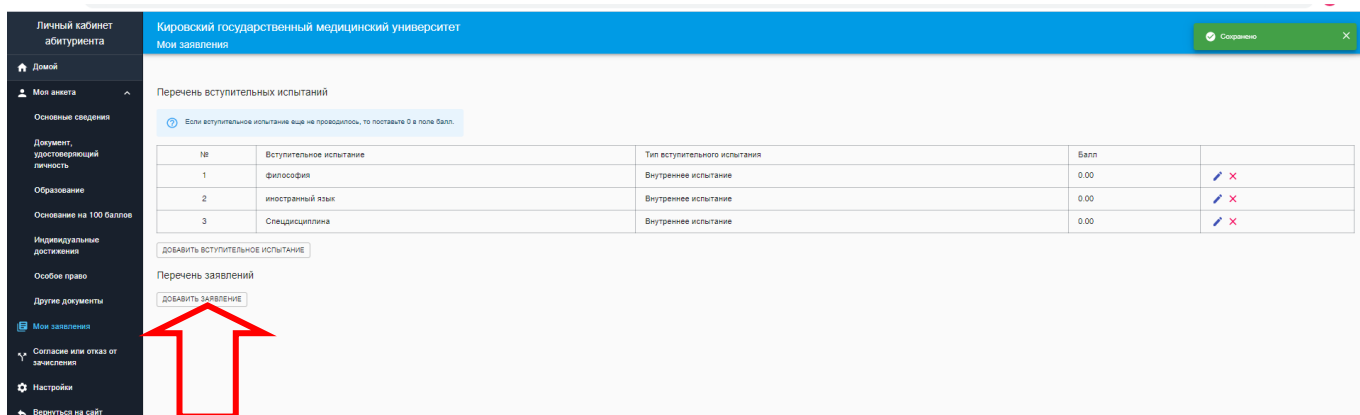 Личный кабинет
абитуриента
Кировский государственный медицинский университет
Мои заявления
Сохранено
Домой
Моя анкета
Основные сведения
Документ,
удостоверяющий
личность
Образование
Основание на 100 баллов
Индивидуальные
достижения
Особое право
Другие документы
Мои заявления
Согласие или отказ от
зачисления
Настройки
Вернуться на сайт
Перечень вступительных испытаний
Если вступительное испытание еще не проводилось, то поставьте 0 в поле балл.
№ Вступительное испытание Тип вступительного испытания Балл
1 философия Внутреннее испытание 0.00
2 иностранный язык Внутреннее испытание 0.00
3 Спецдисциплина Внутреннее испытание 0.00
ДОБАВИТЬ ВСТУПИТЕЛЬНОЕ ИСПЫТАНИЕ
Перечень заявлений
ДОБАВИТЬ ЗАЯВЛЕНИЕ